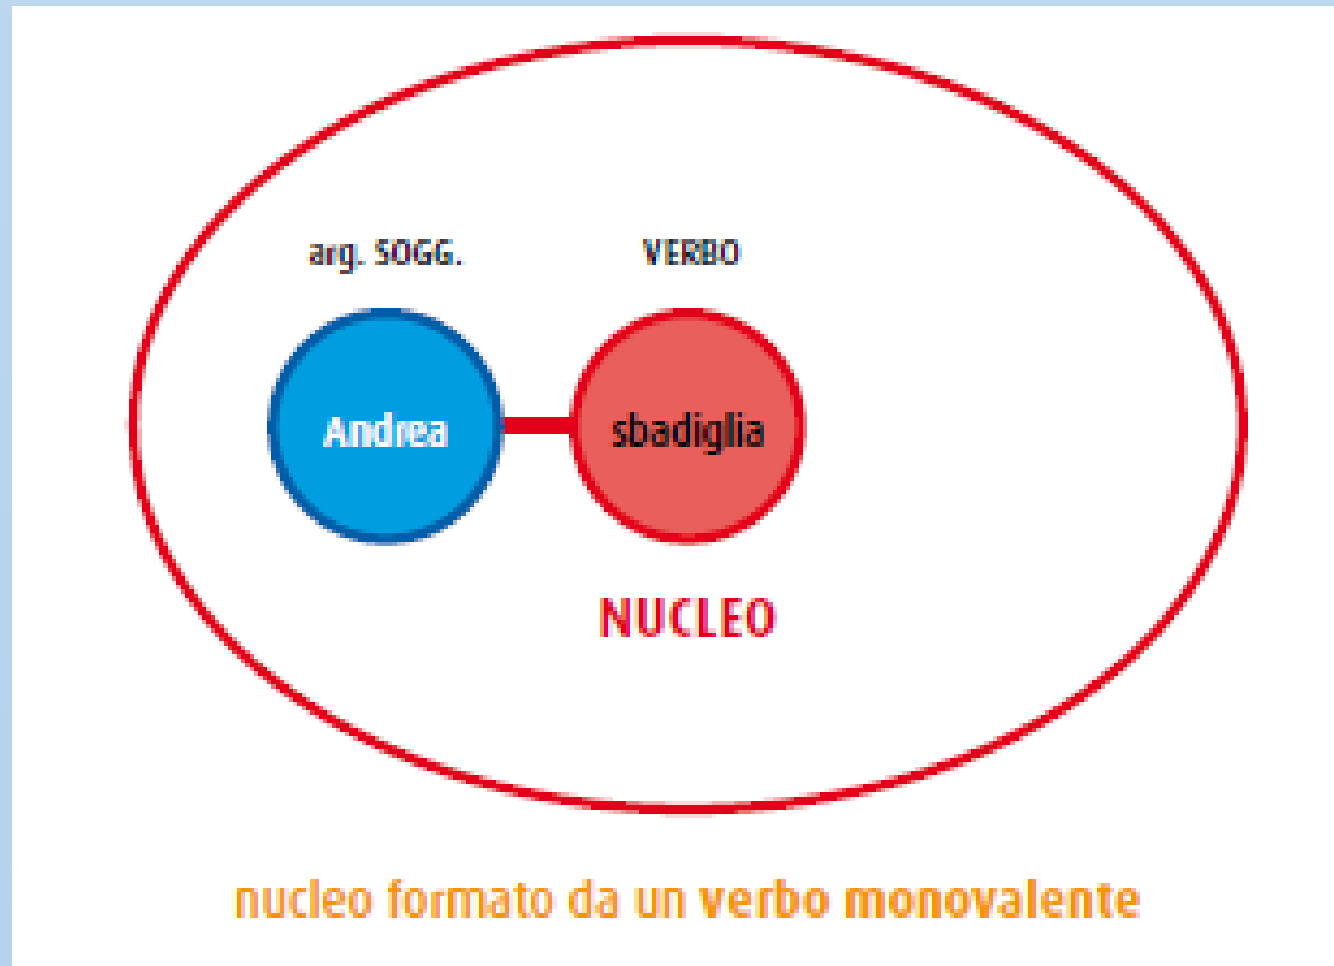 arg. SOGG. VERBO
Andrea sbadiglia
NUCLEO
nucleo formato da un verbo monovalente